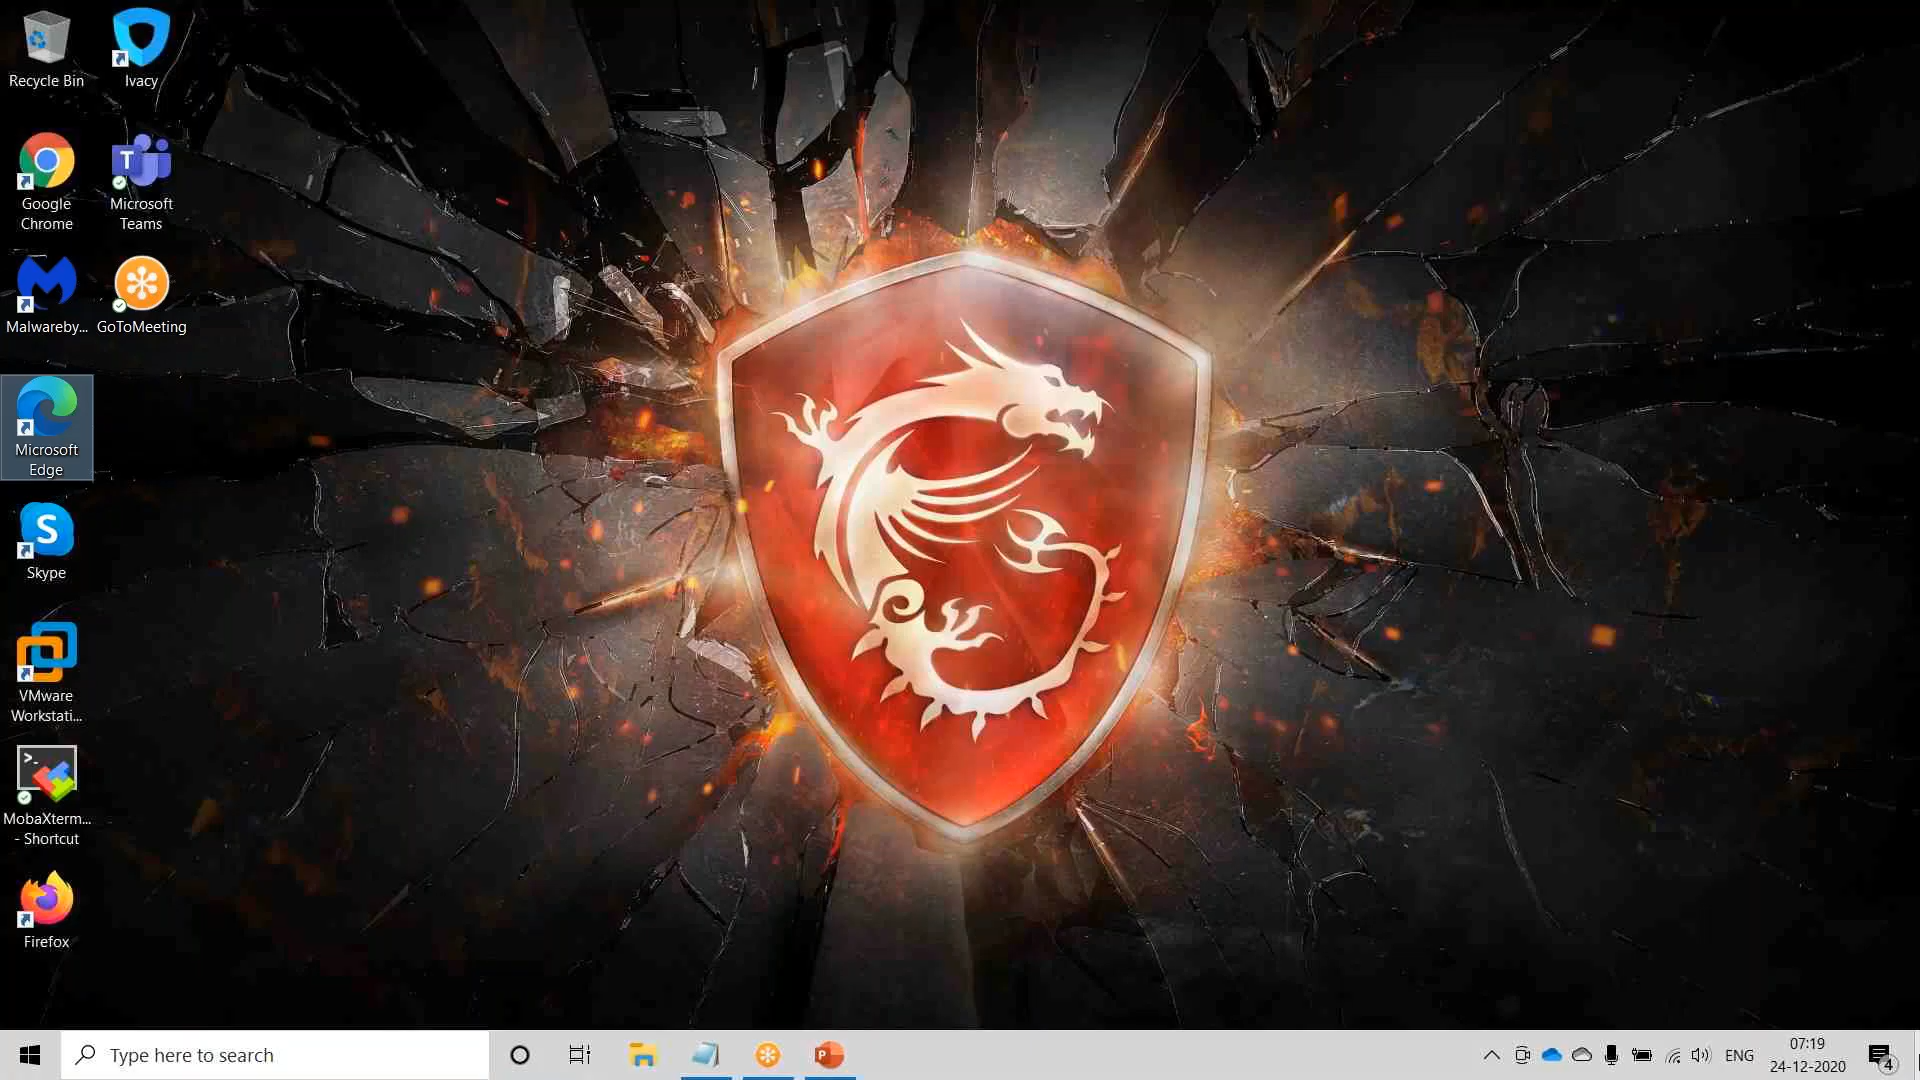 Recycle Bin
Ivacy
Google
Chrome
T
Microsoft
Teams
Malwareby...
GoToMeeting
Microsoft
Edge
S
Skype
VMware
Workstati...
>-
MobaXterm...
- Shortcut
Firefox
Type here to search
P
ENG
07:19
24-12-2020
4